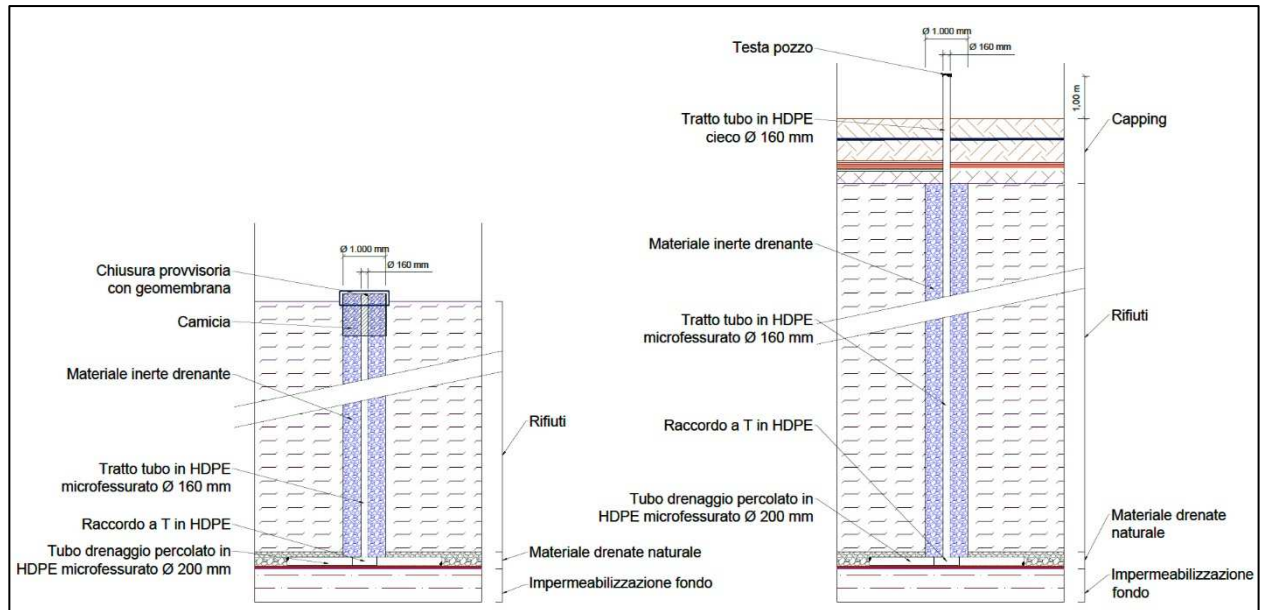 Ø 1.000 mm
Ø 160 mm
Chiusura provvisoria
con geomembrana
Camicia
Materiale inerte drenante
Rifiuti
Tratto tubo in HDPE
microfessurato Ø 160 mm
Raccordo a T in HDPE
Tubo drenaggio percolato in
HDPE microfessurato Ø 200 mm
Materiale drenate naturale
Impermeabilizzazione fondo
Ø 1.000 mm
Ø 160 mm
Testa pozzo
1,00 m
Tratto tubo in HDPE
cieco Ø 160 mm
Capping
Materiale inerte drenante
Tratto tubo in HDPE
microfessurato Ø 160 mm
Rifiuti
Raccordo a T in HDPE
Tubo drenaggio percolato in
HDPE microfessurato Ø 200 mm
Materiale drenate
naturale
Impermeabilizzazione
fondo